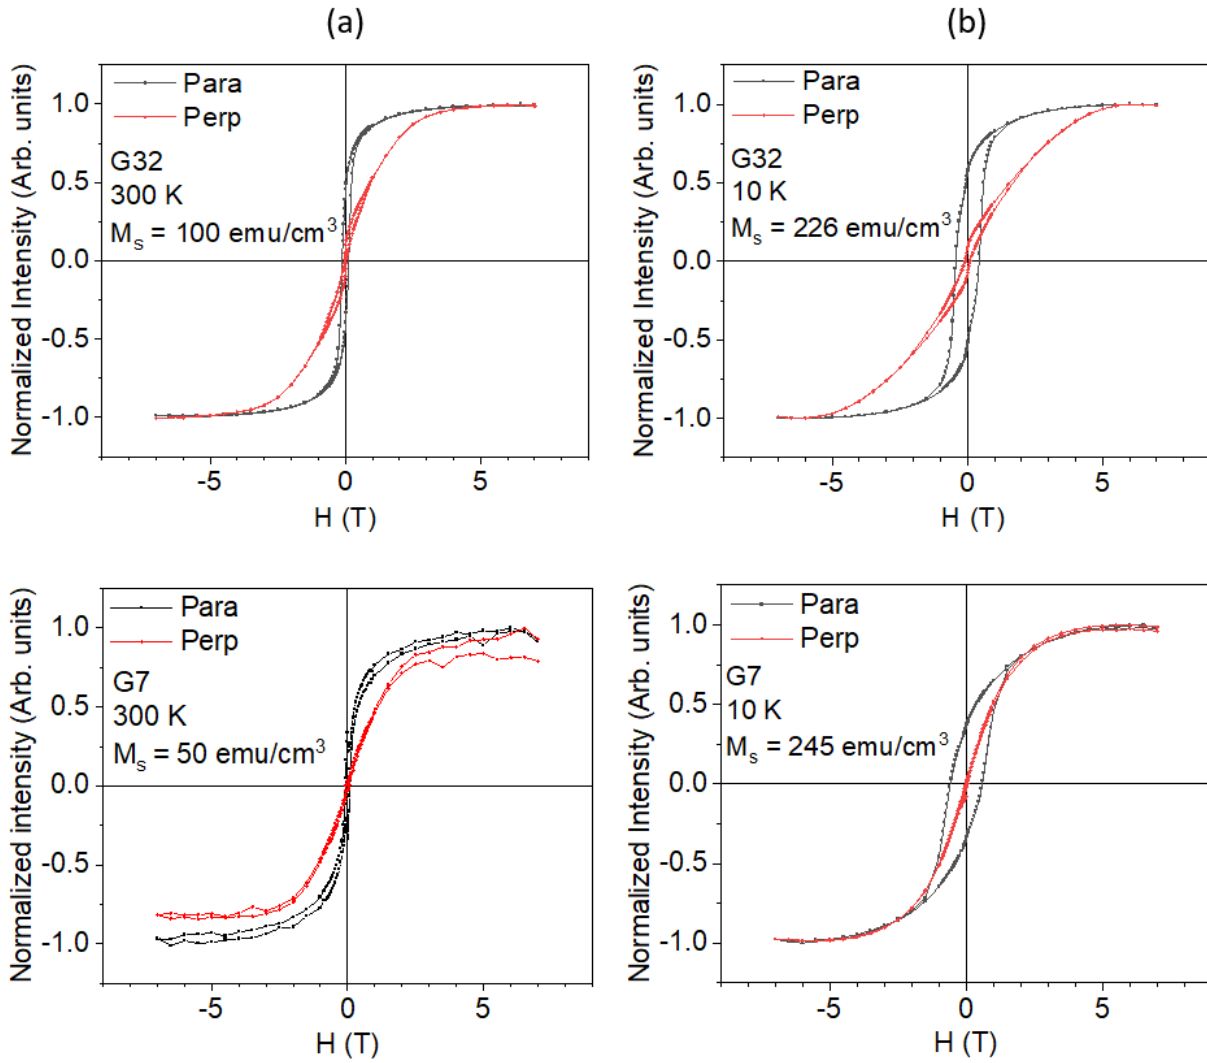 (a)
(b)
Normalized Intensity (Arb. units)
Para
Perp
G32
300 K
Mₛ = 100 emu/cm³
1.0
0.5
0.0
-0.5
-1.0
-5
0
5
H (T)
Normalized Intensity (Arb. units)
Para
Perp
G32
10 K
Mₛ = 226 emu/cm³
1.0
0.5
0.0
-0.5
-1.0
-5
0
5
H (T)
Normalized intensity (Arb. units)
Para
Perp
G7
300 K
Mₛ = 50 emu/cm³
1.0
0.5
0.0
-0.5
-1.0
-5
0
5
H (T)
Normalized Intensity (Arb. units)
Para
Perp
G7
10 K
Mₛ = 245 emu/cm³
1.0
0.5
0.0
-0.5
-1.0
-5
0
5
H (T)